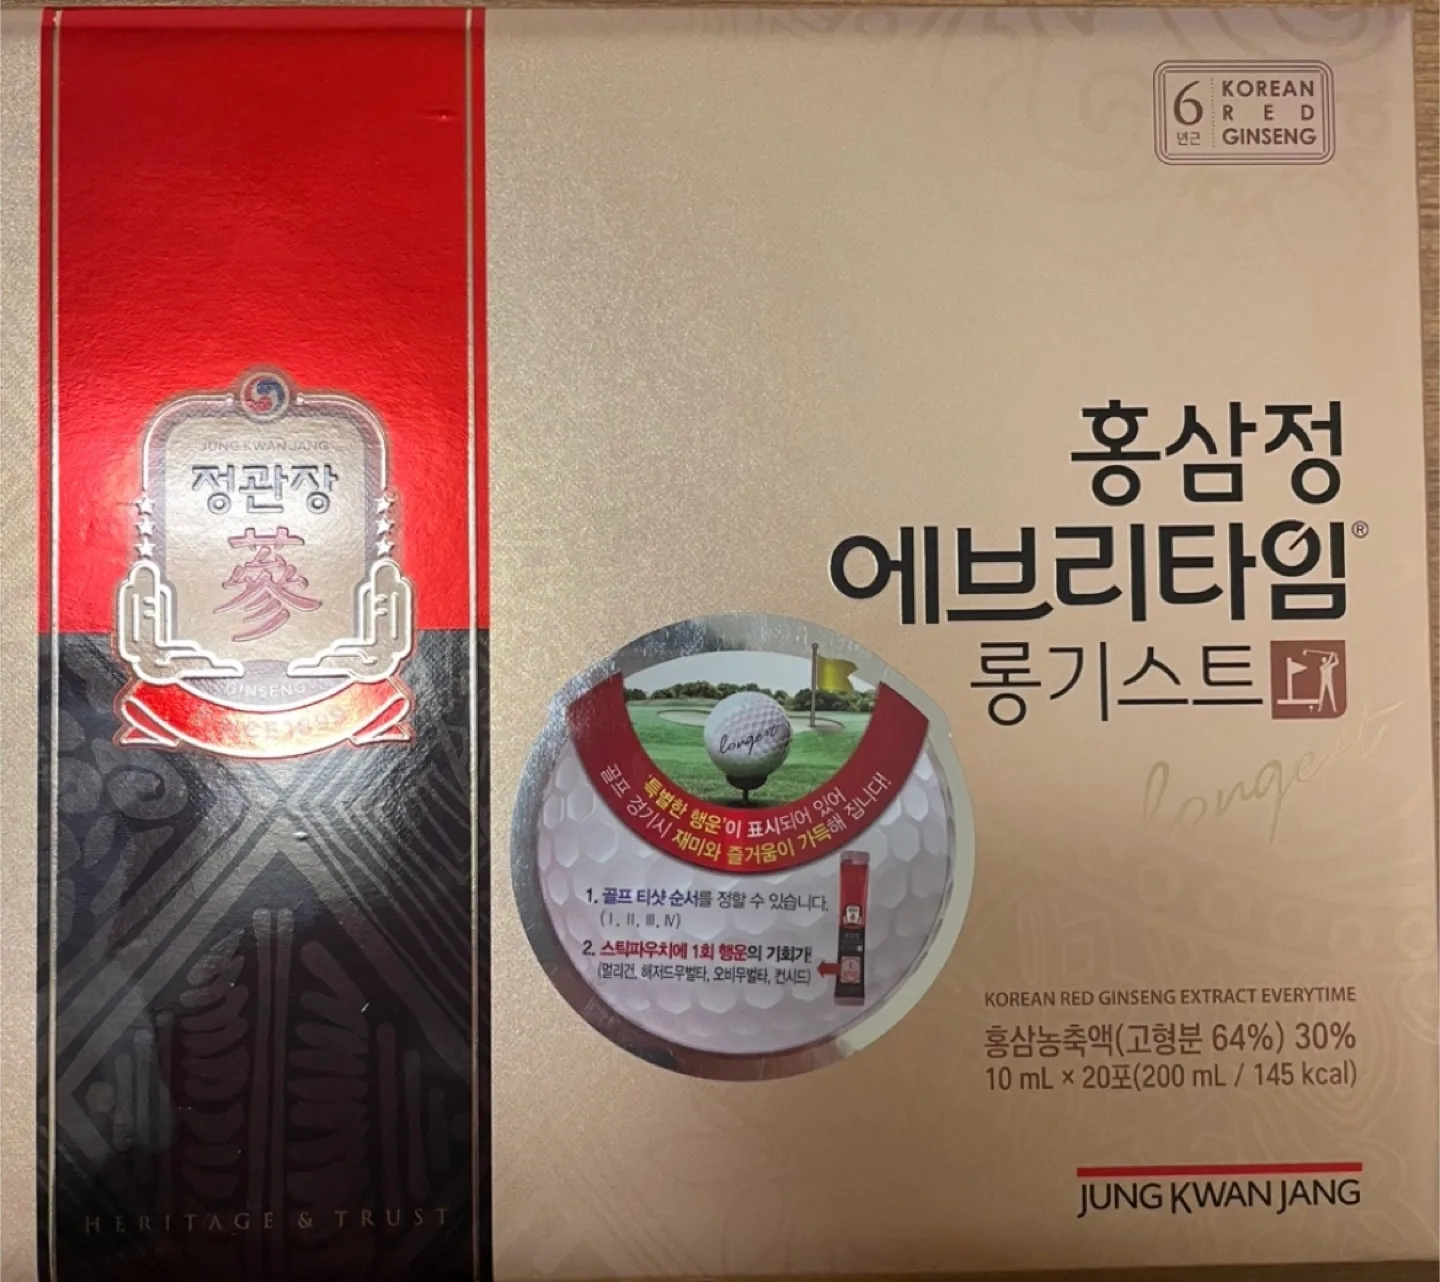 6
년근
KOREAN
RED
GINSENG
JUNG KWAN JANG
정관장
蔘
GINSENG
홍삼정
에브리타임®
롱기스트
longest
longest
'특별한 행운'이 표시되어 있어
골프 경기시 재미와 즐거움이 가득해 집니다!
1. 골프 티샷 순서를 정할 수 있습니다.
(Ⅰ, Ⅱ, Ⅲ, Ⅳ)
2. 스틱파우치에 1회 행운의 기회가!
(멀리건, 해저드무벌타, 오비무벌타, 컨시드)
KOREAN RED GINSENG EXTRACT EVERYTIME
홍삼농축액(고형분 64%) 30%
10 mL × 20포(200 mL / 145 kcal)
JUNG KWAN JANG
HERITAGE & TRUST